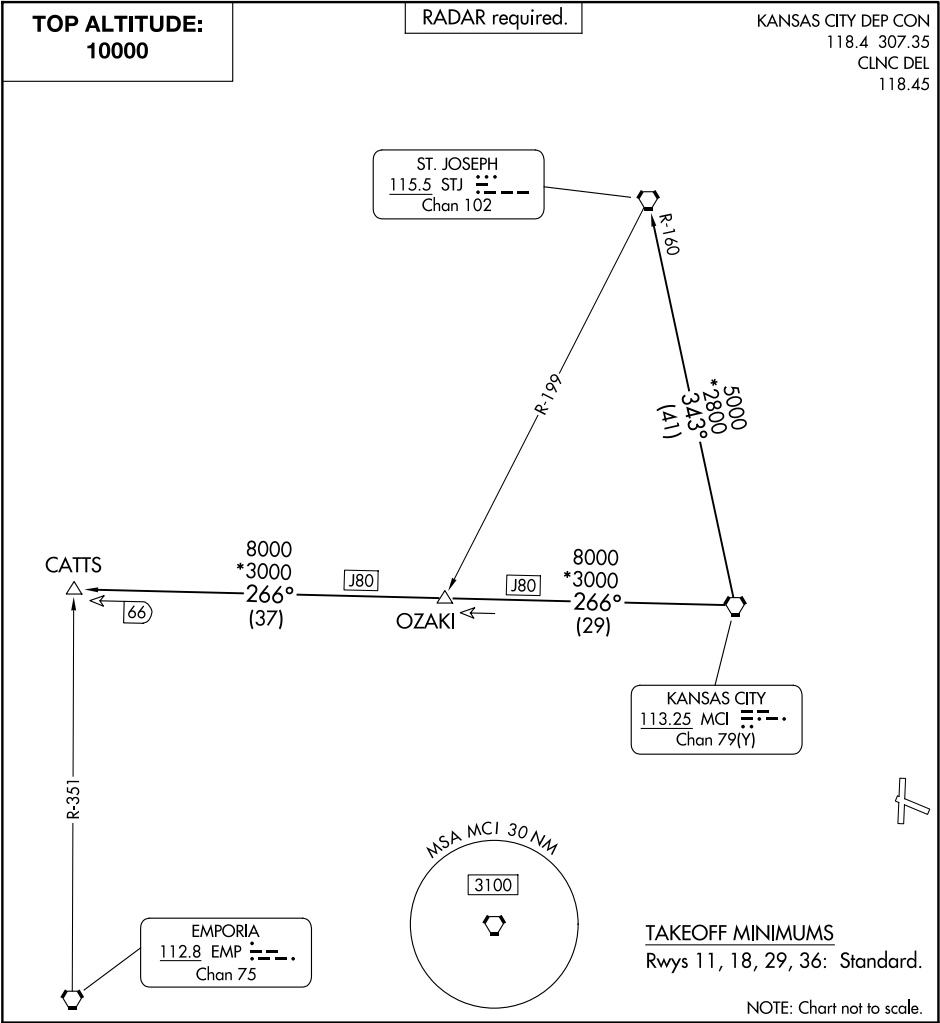 TOP ALTITUDE:
10000
RADAR required.
KANSAS CITY DEP CON
118.4 307.35
CLNC DEL
118.45
ST. JOSEPH
115.5 STJ
Chan 102
R-160
R-199
5000
*2800
343°
(41)
CATTS
8000
*3000
266°
(37)
J80
66
OZAKI
J80
8000
*3000
266°
(29)
KANSAS CITY
113.25 MCI
Chan 79(Y)
R-351
MSA MCI 30 NM
3100
EMPORIA
112.8 EMP
Chan 75
TAKEOFF MINIMUMS
Rwys 11, 18, 29, 36: Standard.
NOTE: Chart not to scale.